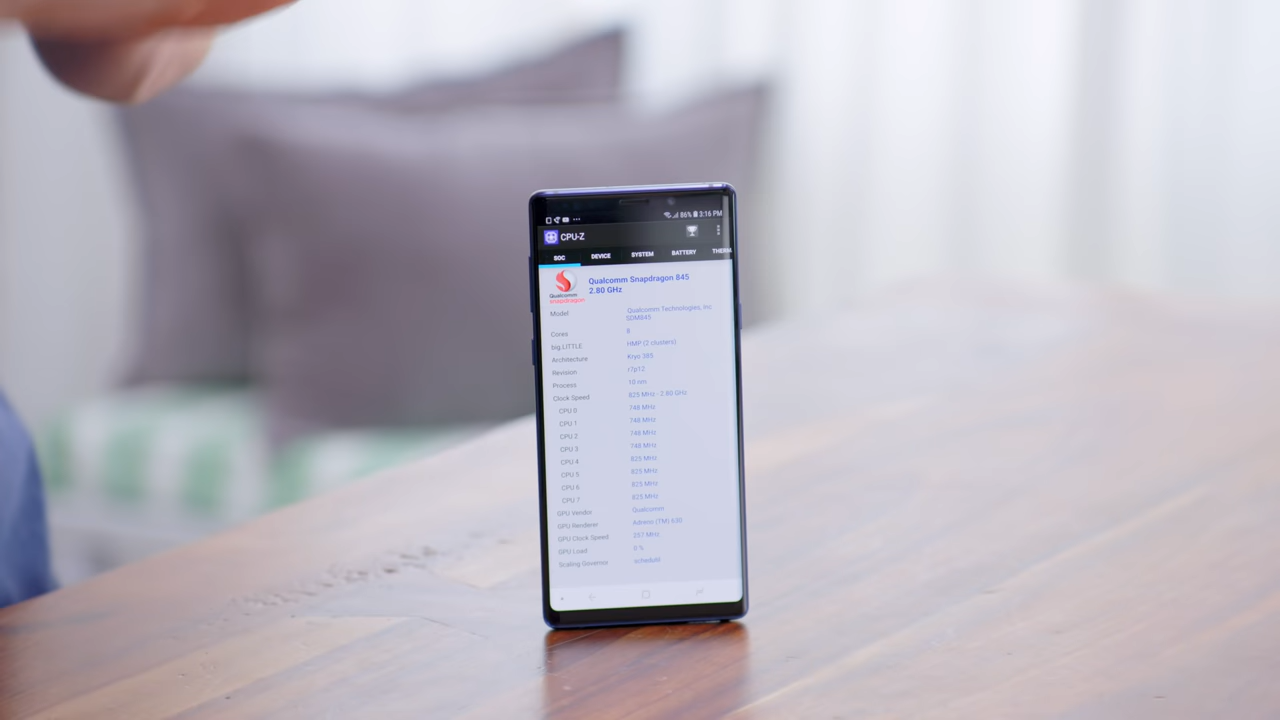 86% 3:16 PM
CPU-Z
SOC DEVICE SYSTEM BATTERY THERM
Qualcomm snapdragon
Qualcomm Snapdragon 845
2.80 GHz
Model Qualcomm Technologies, Inc
SDM845
Cores 8
big.LITTLE HMP (2 clusters)
Architecture Kryo 385
Revision r7p12
Process 10 nm
Clock Speed 825 MHz - 2.80 GHz
CPU 0 748 MHz
CPU 1 748 MHz
CPU 2 748 MHz
CPU 3 748 MHz
CPU 4 825 MHz
CPU 5 825 MHz
CPU 6 825 MHz
CPU 7 825 MHz
GPU Vendor Qualcomm
GPU Renderer Adreno (TM) 630
GPU Clock Speed 257 MHz
GPU Load 0 %
Scaling Governor schedutil